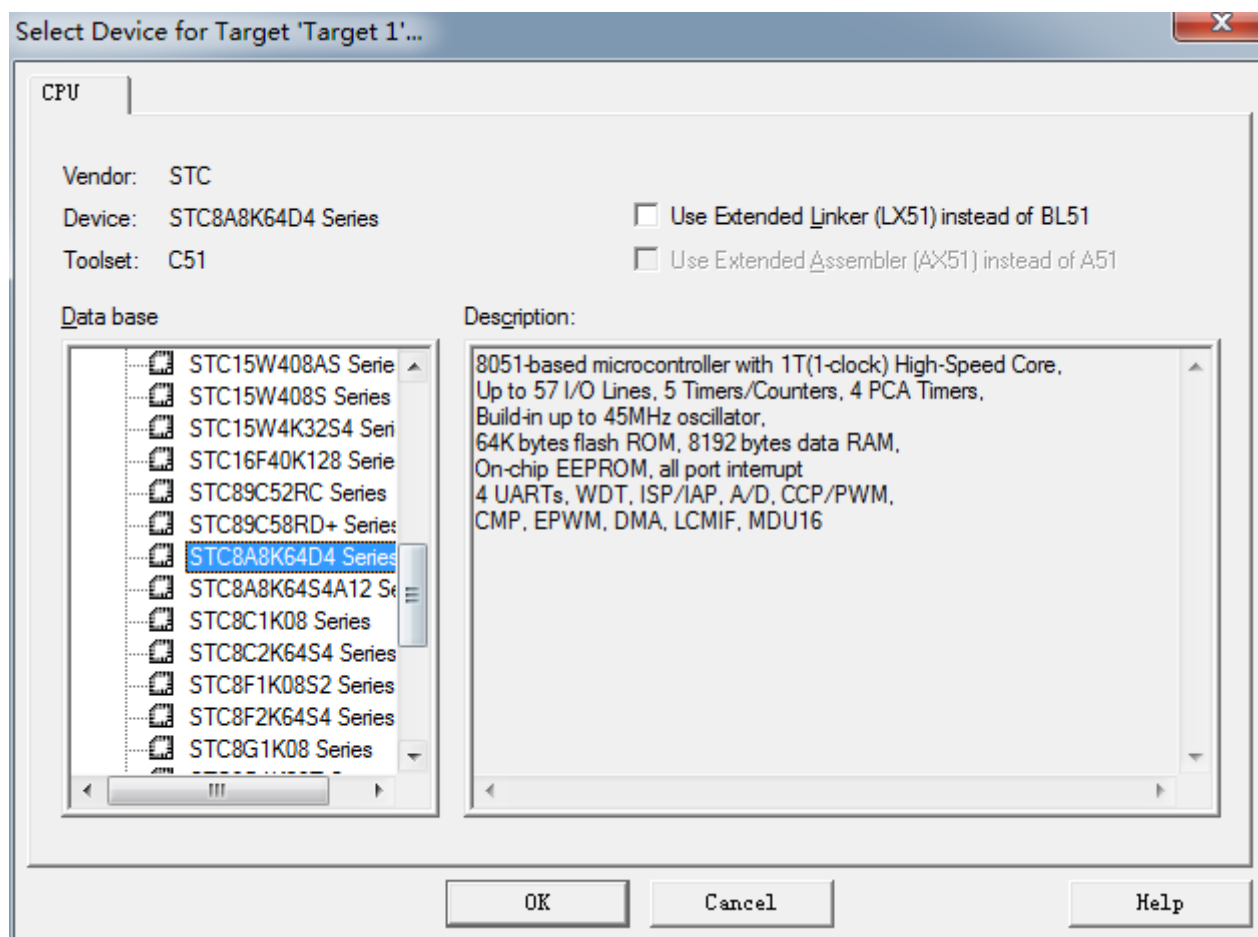 Select Device for Target 'Target 1'...
CPU
Vendor: STC
Device: STC8A8K64D4 Series
Toolset: C51
Use Extended Linker (LX51) instead of BL51
Use Extended Assembler (AX51) instead of A51
Data base
STC15W408AS Serie
STC15W408S Series
STC15W4K32S4 Seri
STC16F40K128 Serie
STC89C52RC Series
STC89C58RD+ Series
STC8A8K64D4 Series
STC8A8K64S4A12 Se
STC8C1K08 Series
STC8C2K64S4 Series
STC8F1K08S2 Series
STC8F2K64S4 Series
STC8G1K08 Series
Description:
8051-based microcontroller with 1T(1-clock) High-Speed Core,
Up to 57 I/O Lines, 5 Timers/Counters, 4 PCA Timers,
Build-in up to 45MHz oscillator,
64K bytes flash ROM, 8192 bytes data RAM,
On-chip EEPROM, all port interrupt
4 UARTs, WDT, ISP/IAP, A/D, CCP/PWM,
CMP, EPWM, DMA, LCMIF, MDU16
OK
Cancel
Help